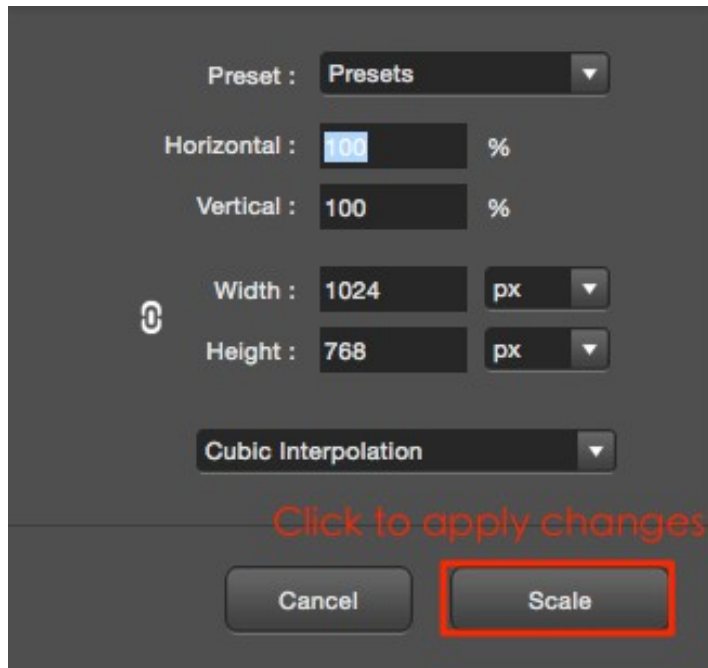 Preset : Presets
Horizontal : 100 %
Vertical : 100 %
Width : 1024 px
Height : 768 px
Cubic Interpolation
Click to apply changes
Cancel Scale